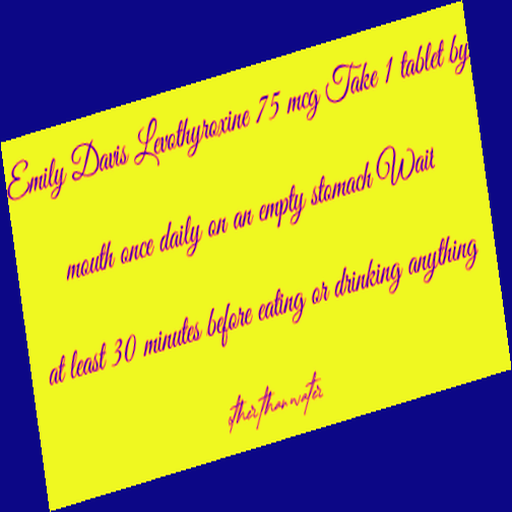 Emily Davis Levothyroxine 75 mcg Take 1 tablet by
mouth once daily on an empty stomach Wait
at least 30 minutes before eating or drinking anything
other than water